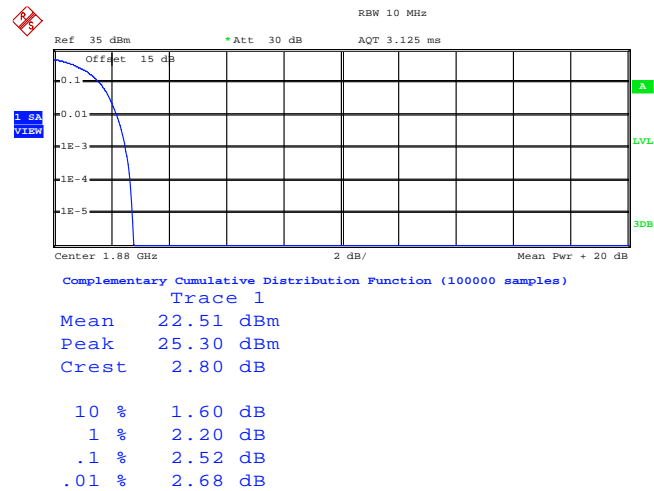 R S
RBW 10 MHz
Ref 35 dBm *Att 30 dB AQT 3.125 ms
Offset 15 dB
0.1
A
0.01
1 SA
VIEW
LVL
1E-3
1E-4
1E-5
3DB
Center 1.88 GHz 2 dB/ Mean Pwr + 20 dB
Complementary Cumulative Distribution Function (100000 samples)
Trace 1
Mean 22.51 dBm
Peak 25.30 dBm
Crest 2.80 dB
10 % 1.60 dB
1 % 2.20 dB
.1 % 2.52 dB
.01 % 2.68 dB